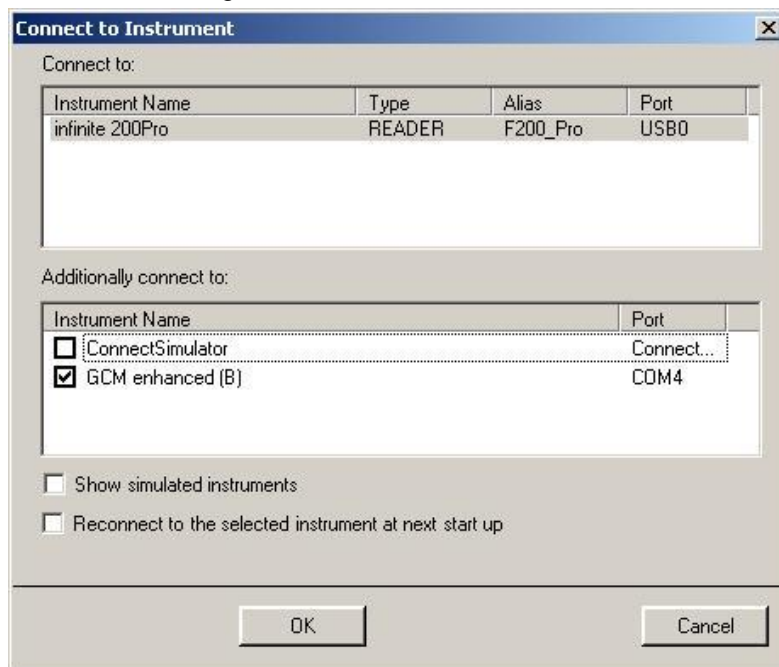 Connect to Instrument
Connect to:
Instrument Name Type Alias Port
infinite 200Pro READER F200_Pro USB0
Additionally connect to:
Instrument Name Port
ConnectSimulator Connect...
GCM enhanced (B) COM4
Show simulated instruments
Reconnect to the selected instrument at next start up
OK Cancel